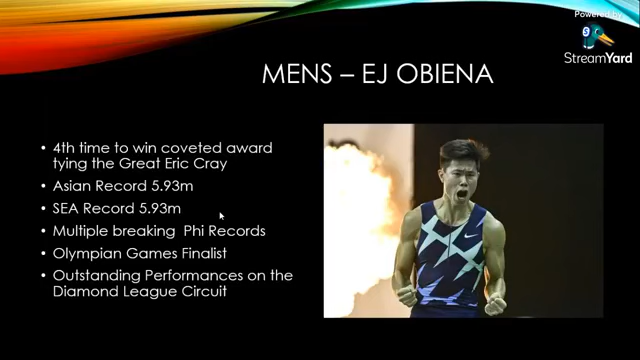 Powered by
StreamYard
MENS – EJ OBIENA
• 4th time to win coveted award
tying the Great Eric Cray
• Asian Record 5.93m
• SEA Record 5.93m
• Multiple breaking Phi Records
• Olympian Games Finalist
• Outstanding Performances on the
Diamond League Circuit